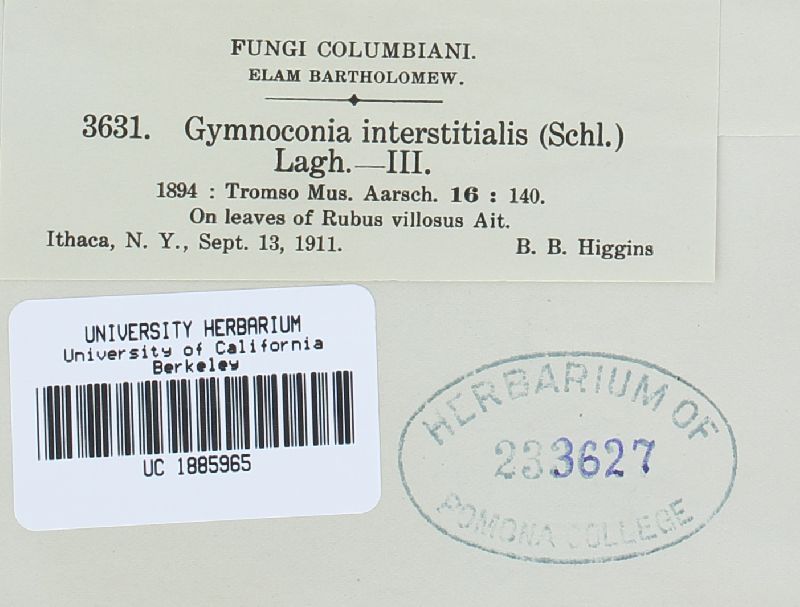 FUNGI COLUMBIANI.
ELAM BARTHOLOMEW.
3631. Gymnoconia interstitialis (Schl.)
Lagh.—III.
1894 : Tromso Mus. Aarsch. 16 : 140.
On leaves of Rubus villosus Ait.
Ithaca, N. Y., Sept. 13, 1911. B. B. Higgins
UNIVERSITY HERBARIUM
University of California
Berkeley
UC 1885965
HERBARIUM OF
233627
POMONA COLLEGE